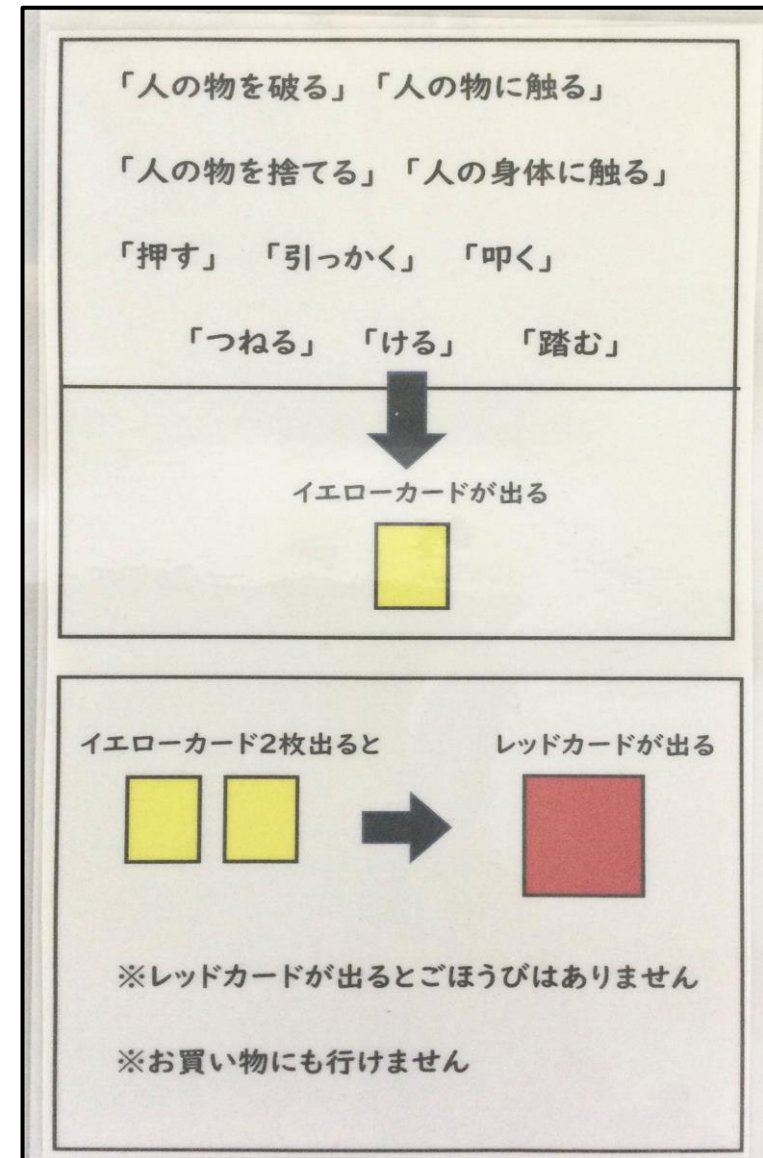 「人の物を破る」「人の物に触る」
「人の物を捨てる」「人の身体に触る」
「押す」 「引っかく」 「叩く」
「つねる」 「ける」 「踏む」
イエローカードが出る
イエローカード2枚出ると レッドカードが出る
※レッドカードが出るとごほうびはありません
※お買い物にも行けません